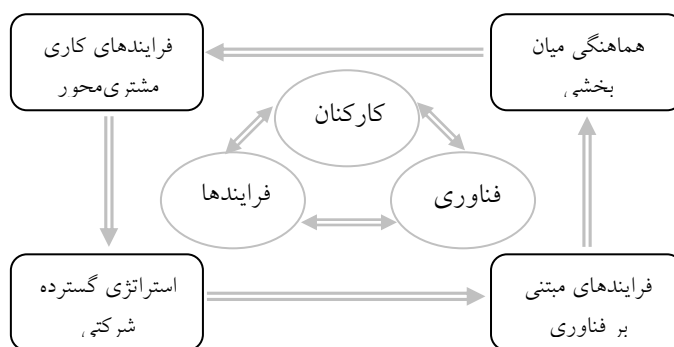 هماهنگی میان
بخشی
فرایندهای کاری
مشتری‌محور
کارکنان
فناوری
فرایندها
فرایندهای مبتنی
بر فناوری
استراتژی گسترده
شرکتی